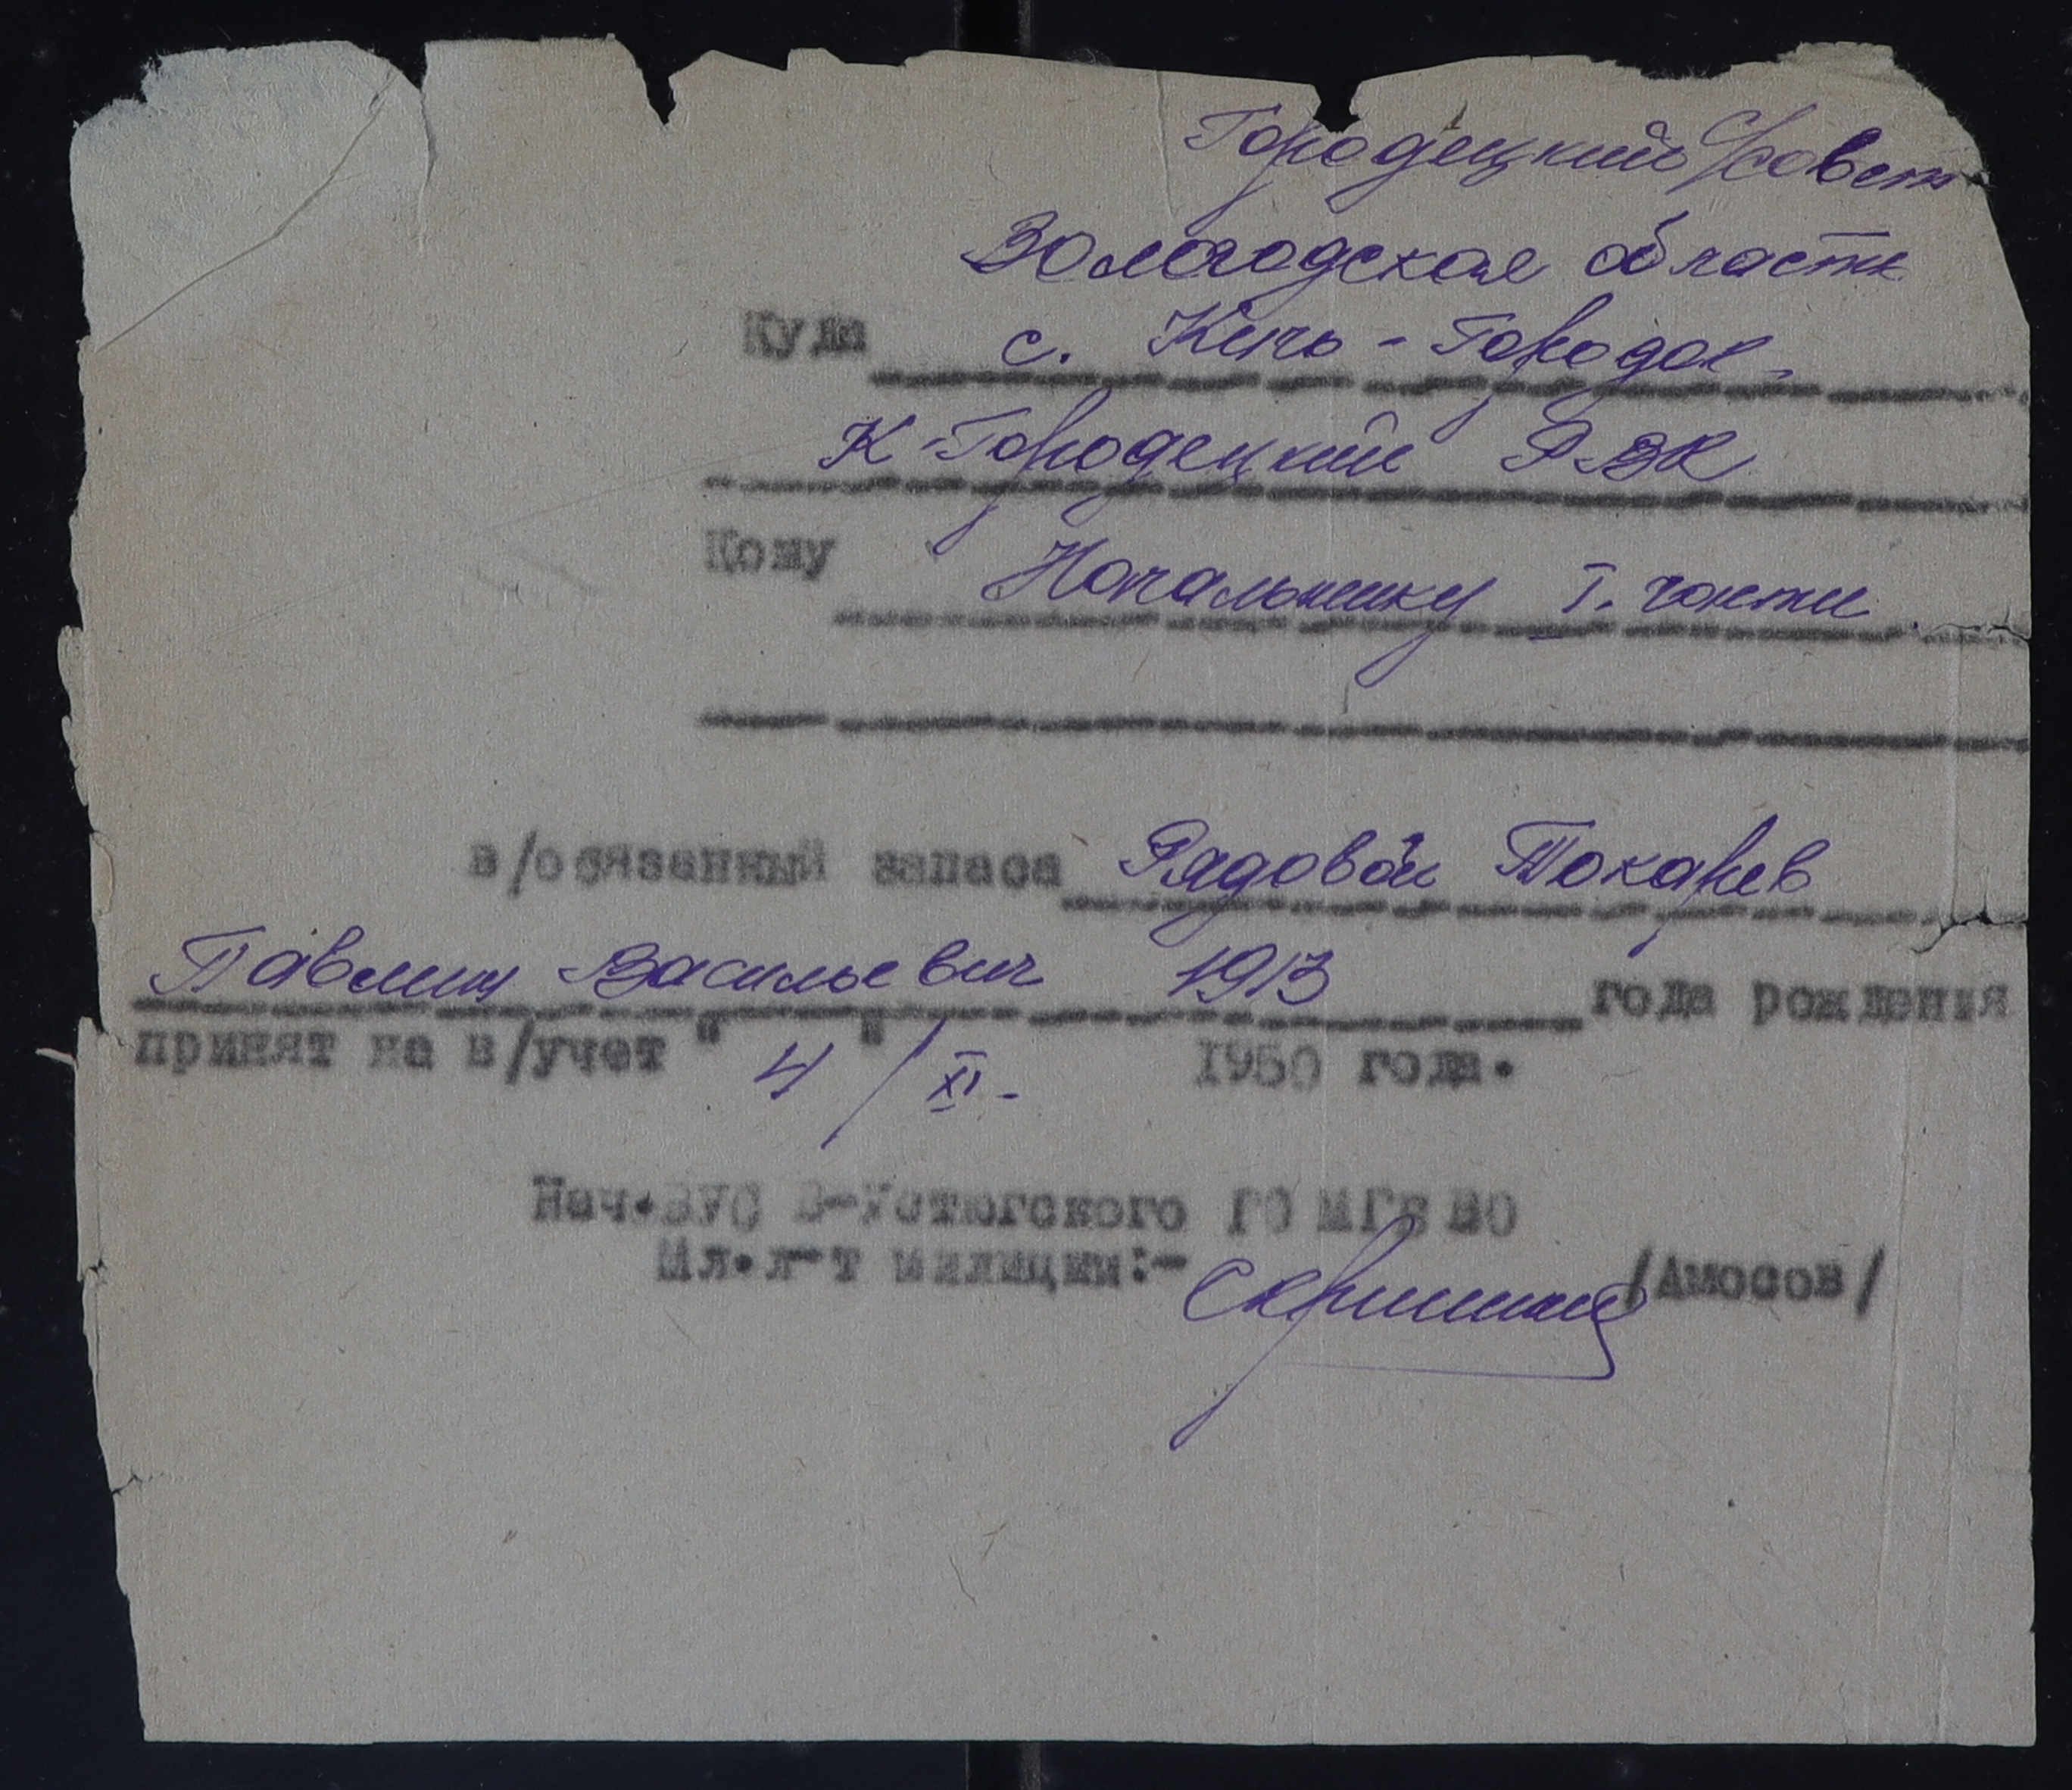 Городецкий с/совет
Вологодская область
Куда с. Кичь-Городок.
К-Городецкий РВК
Кому Начальнику I. части
в/обязанный запаса Рядовой Токарев
Павлин Васильевич 1913 года рождения
принят на в/учет "4"/XI- 1950 года.
Нач.ВУС В-Устюгского ГО МГБ ВО
Мл.л-т милиции:- /Амосов/